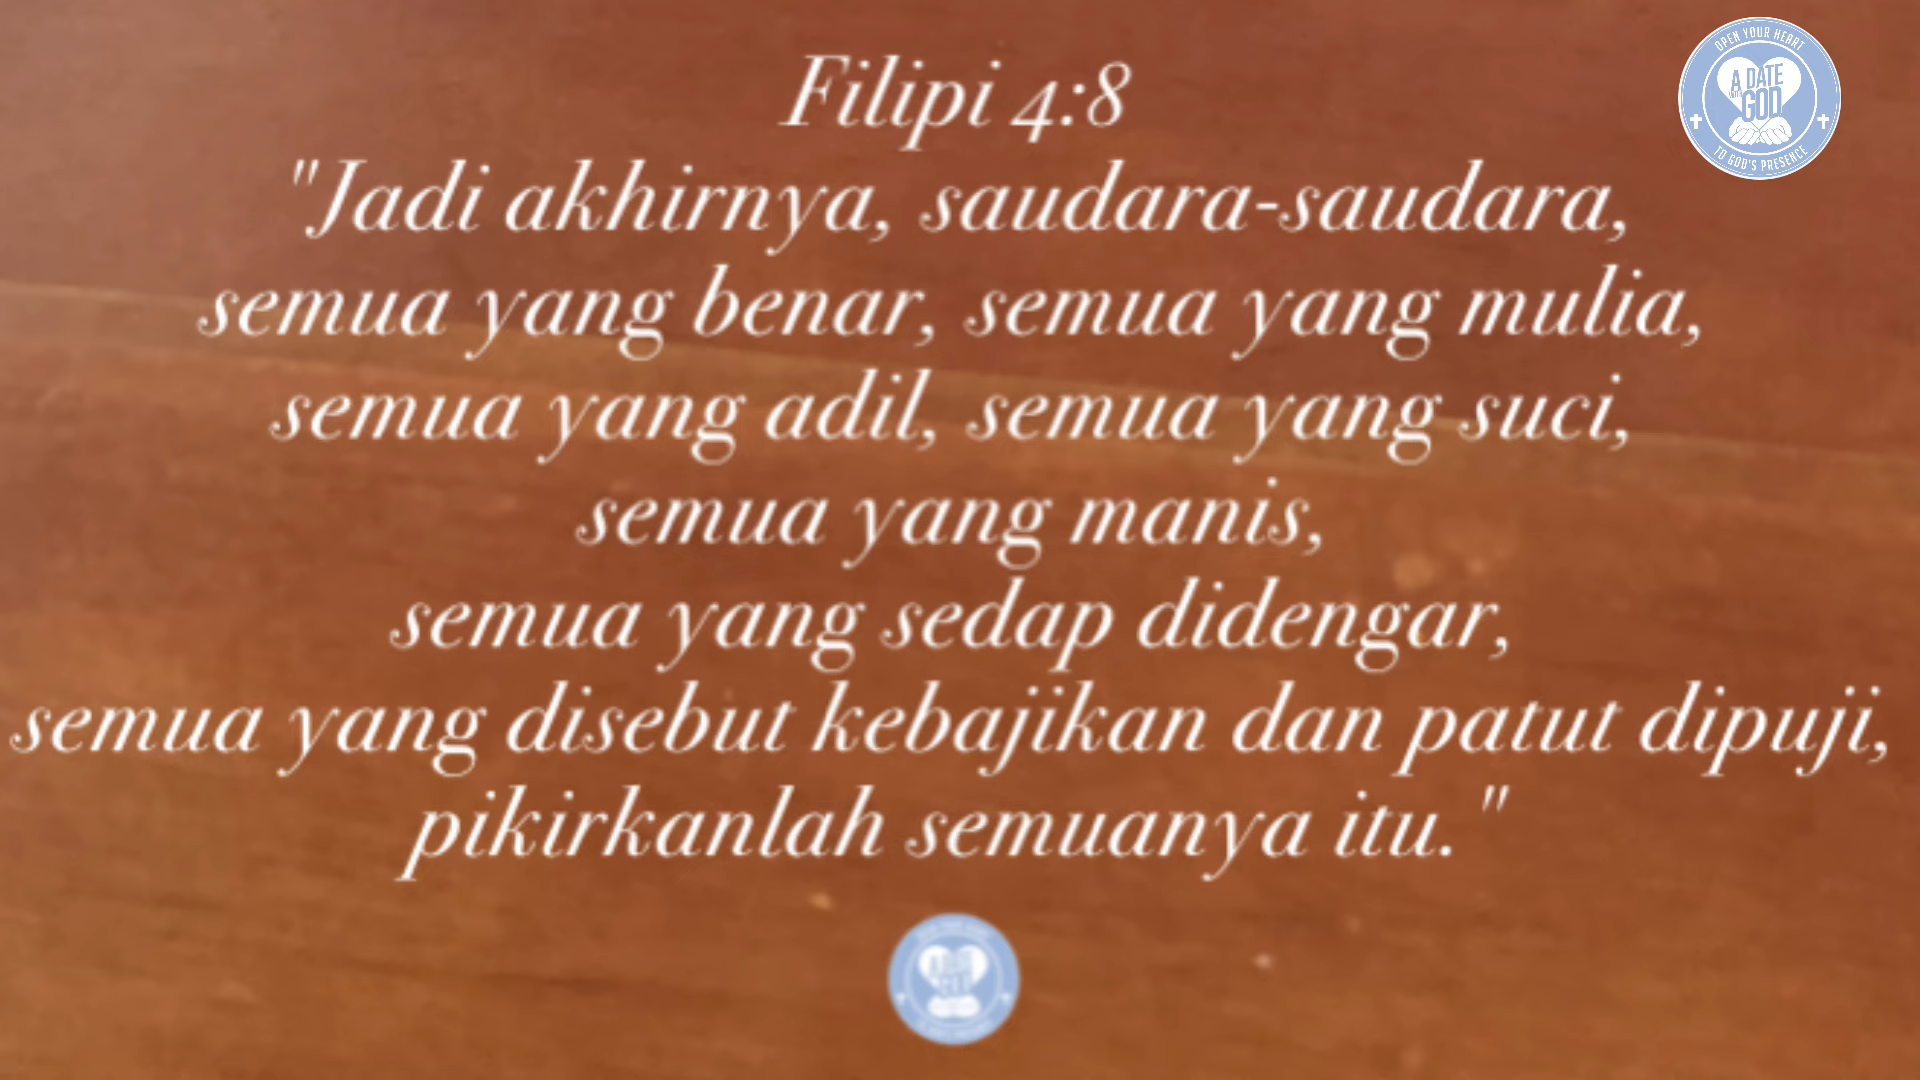 Filipi 4:8
"Jadi akhirnya, saudara-saudara,
semua yang benar, semua yang mulia,
semua yang adil, semua yang suci,
semua yang manis,
semua yang sedap didengar,
semua yang disebut kebajikan dan patut dipuji,
pikirkanlah semuanya itu."
OPEN YOUR HEART
A DATE
WITH
GOD
TO GOD'S PRESENCE